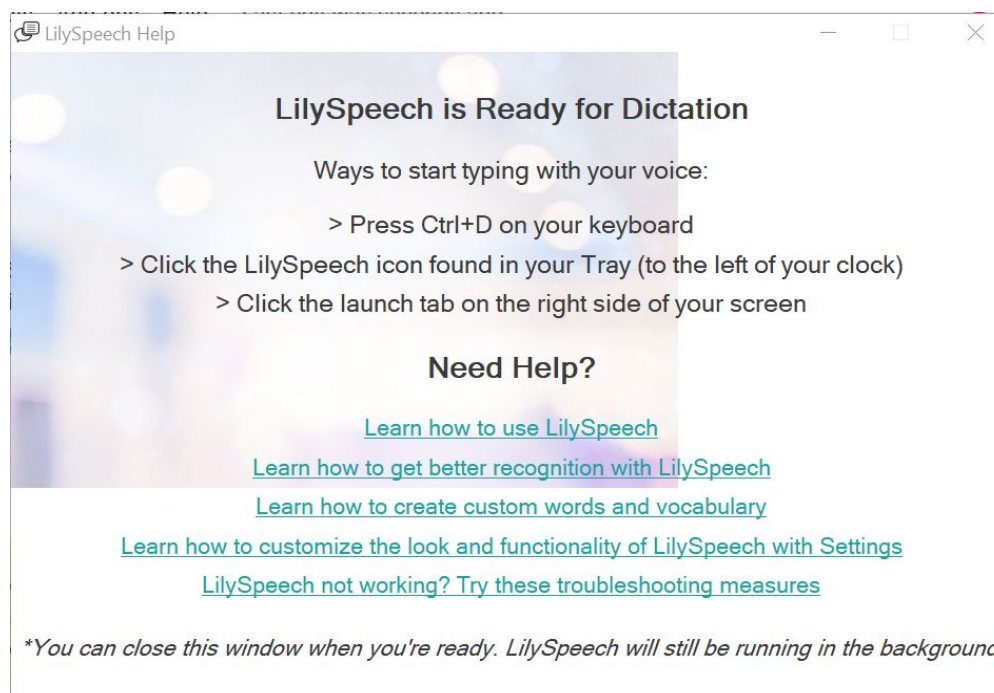 LilySpeech Help
LilySpeech is Ready for Dictation
Ways to start typing with your voice:
> Press Ctrl+D on your keyboard
> Click the LilySpeech icon found in your Tray (to the left of your clock)
> Click the launch tab on the right side of your screen
Need Help?
Learn how to use LilySpeech
Learn how to get better recognition with LilySpeech
Learn how to create custom words and vocabulary
Learn how to customize the look and functionality of LilySpeech with Settings
LilySpeech not working? Try these troubleshooting measures
*You can close this window when you're ready. LilySpeech will still be running in the background